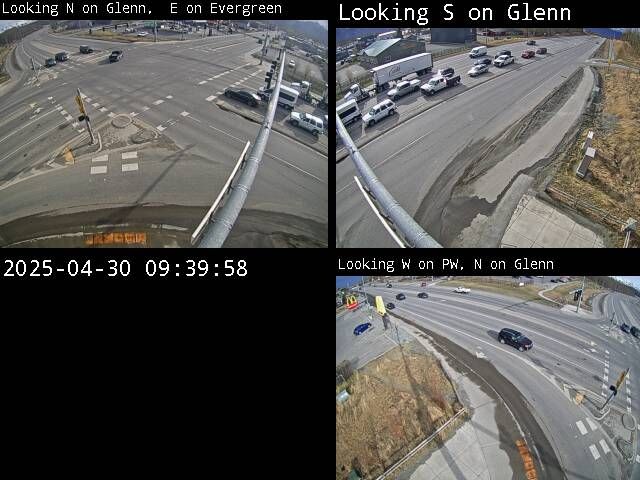 Looking N on Glenn,  E on Evergreen
Looking S on Glenn
2025-04-30 09:39:58
Looking W on PW, N on Glenn